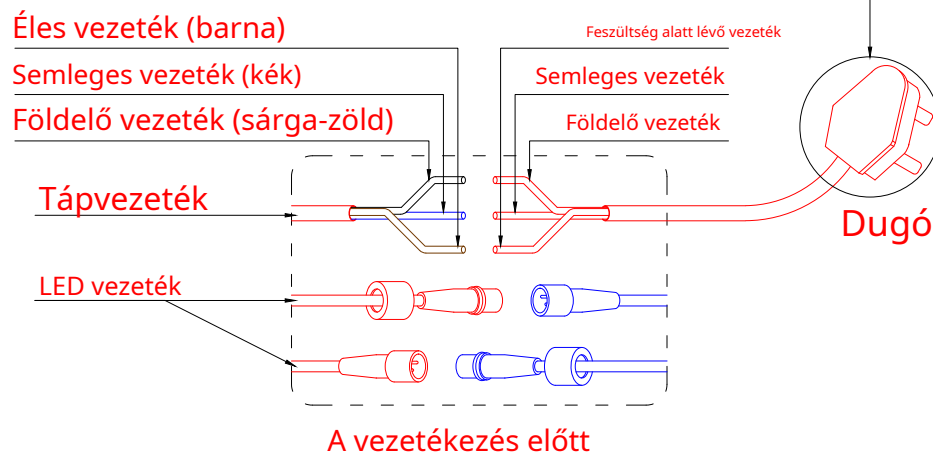 Éles vezeték (barna)
Feszültség alatt lévő vezeték
Semleges vezeték (kék)
Semleges vezeték
Földelő vezeték (sárga-zöld)
Földelő vezeték
Tápvezeték
Dugó
LED vezeték
A vezetékezés előtt